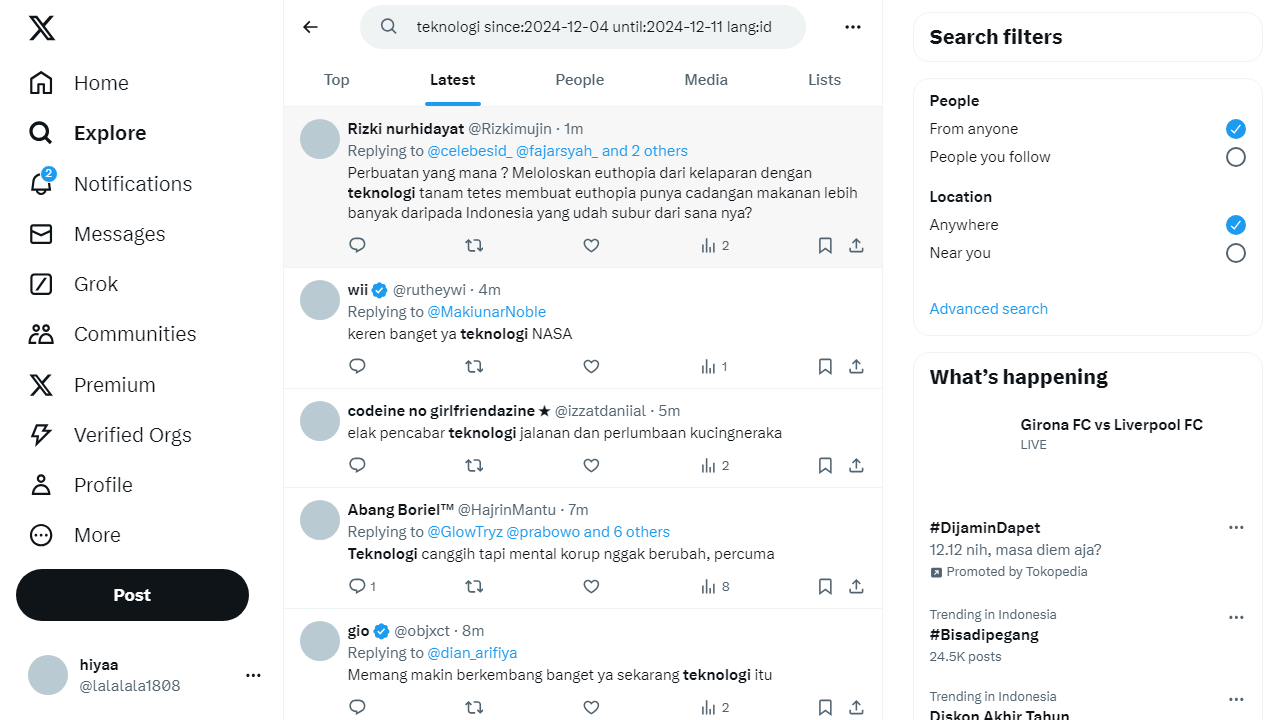 Home
Explore
2
Notifications
Messages
Grok
Communities
Premium
Verified Orgs
Profile
More
Post
hiyaa
@lalalala1808
teknologi since:2024-12-04 until:2024-12-11 lang:id
Top
Latest
People
Media
Lists
Rizki nurhidayat @Rizkimujin · 1m
Replying to @celebesid_ @fajarsyah_ and 2 others
Perbuatan yang mana ? Meloloskan euthopia dari kelaparan dengan
teknologi tanam tetes membuat euthopia punya cadangan makanan lebih
banyak daripada Indonesia yang udah subur dari sana nya?
2
wii @rutheywi · 4m
Replying to @MakiunarNoble
keren banget ya teknologi NASA
1
codeine no girlfriendazine ★ @izzatdaniial · 5m
elak pencabar teknologi jalanan dan perlumbaan kucingneraka
2
Abang Boriel™ @HajrinMantu · 7m
Replying to @GlowTryz @prabowo and 6 others
Teknologi canggih tapi mental korup nggak berubah, percuma
1
8
gio @objxct · 8m
Replying to @dian_arifiya
Memang makin berkembang banget ya sekarang teknologi itu
2
Search filters
People
From anyone
People you follow
Location
Anywhere
Near you
Advanced search
What's happening
Girona FC vs Liverpool FC
LIVE
#DijaminDapet
12.12 nih, masa diem aja?
Promoted by Tokopedia
Trending in Indonesia
#Bisadipegang
24.5K posts
Trending in Indonesia
Diskon Akhir Tahun